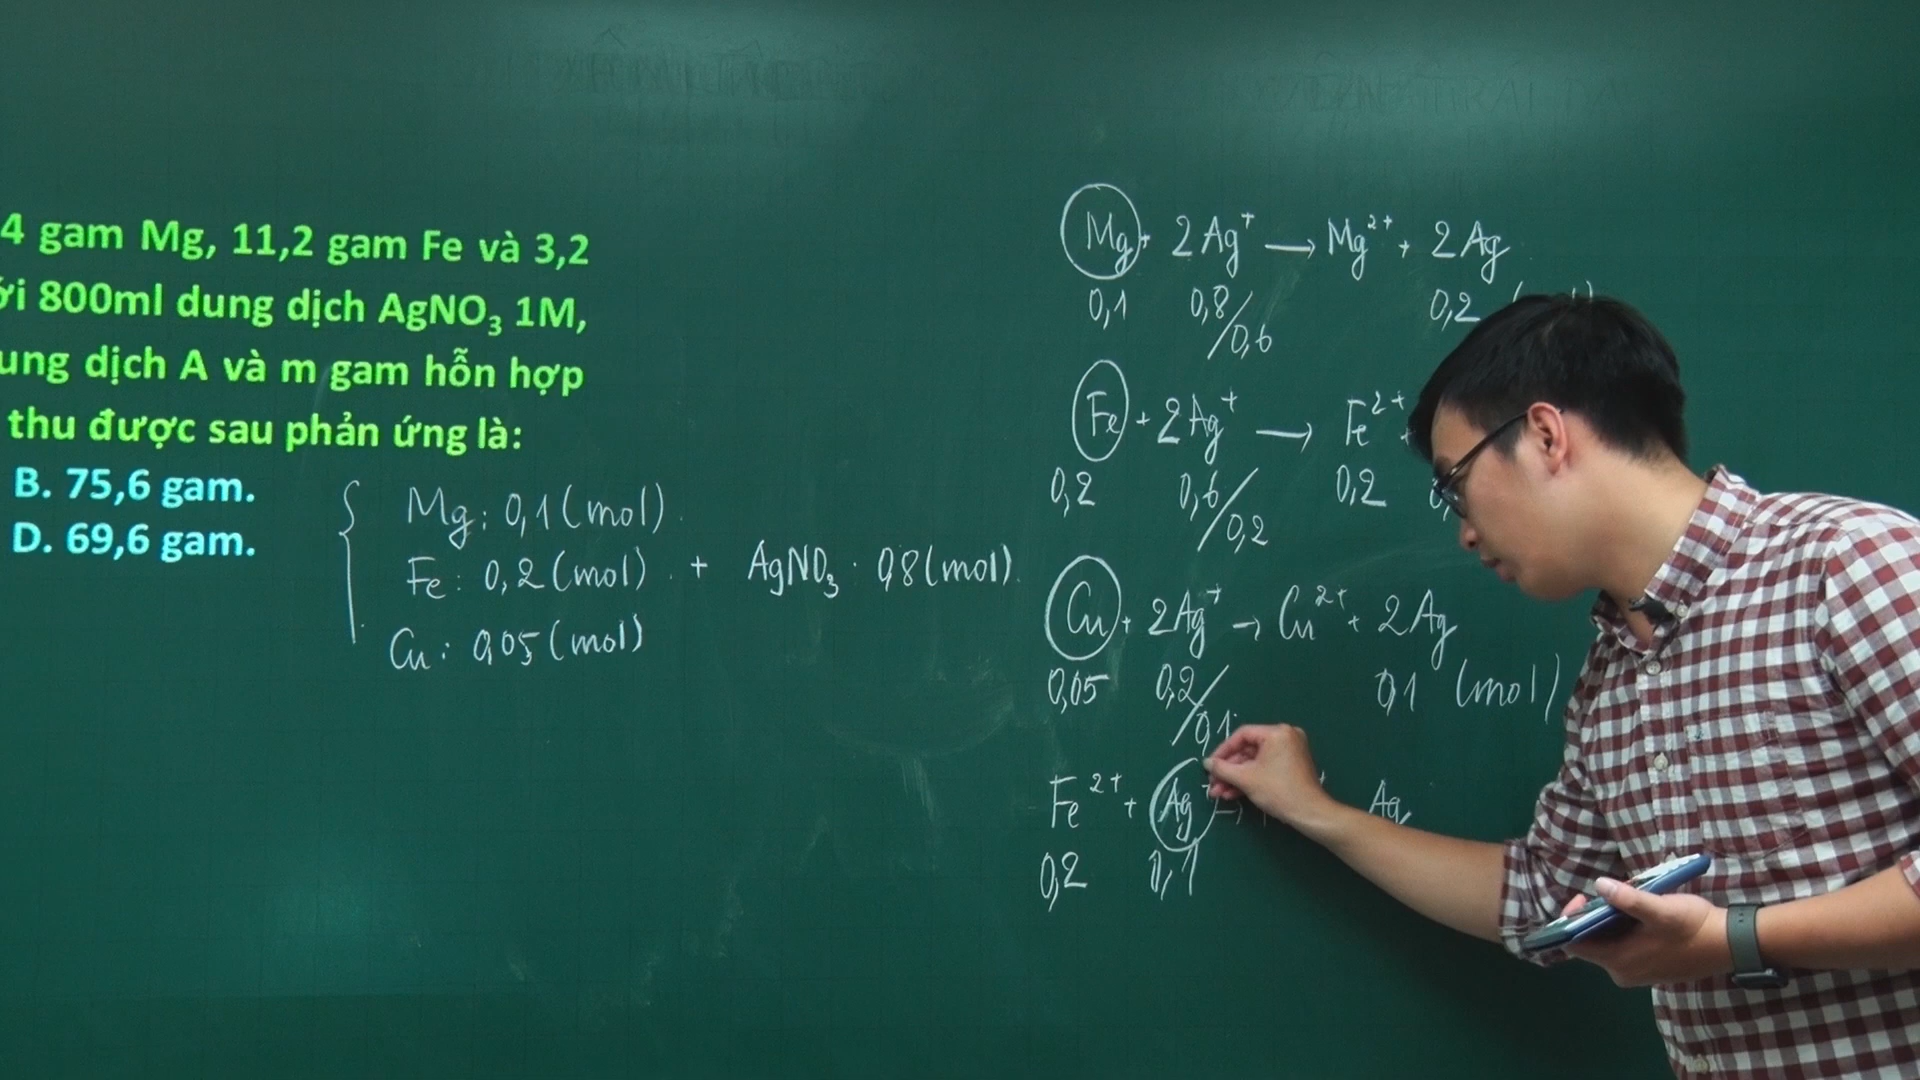 4 gam Mg, 11,2 gam Fe và 3,2
ới 800ml dung dịch AgNO₃ 1M,
ung dịch A và m gam hỗn hợp
thu được sau phản ứng là:
B. 75,6 gam.
D. 69,6 gam.
Mg: 0,1 (mol)
Fe: 0,2 (mol) + AgNO₃ : 0,8 (mol)
Cu: 0,05 (mol)
Mg + 2Ag⁺ → Mg²⁺ + 2Ag
0,1 0,8/0,6 0,2
Fe + 2Ag⁺ → Fe²⁺ +
0,2 0,6/0,2 0,2
Cu + 2Ag⁺ → Cu²⁺ + 2Ag
0,05 0,2/0,1 0,1 (mol)
Fe²⁺ + Ag⁺ → Ag
0,2 0,1